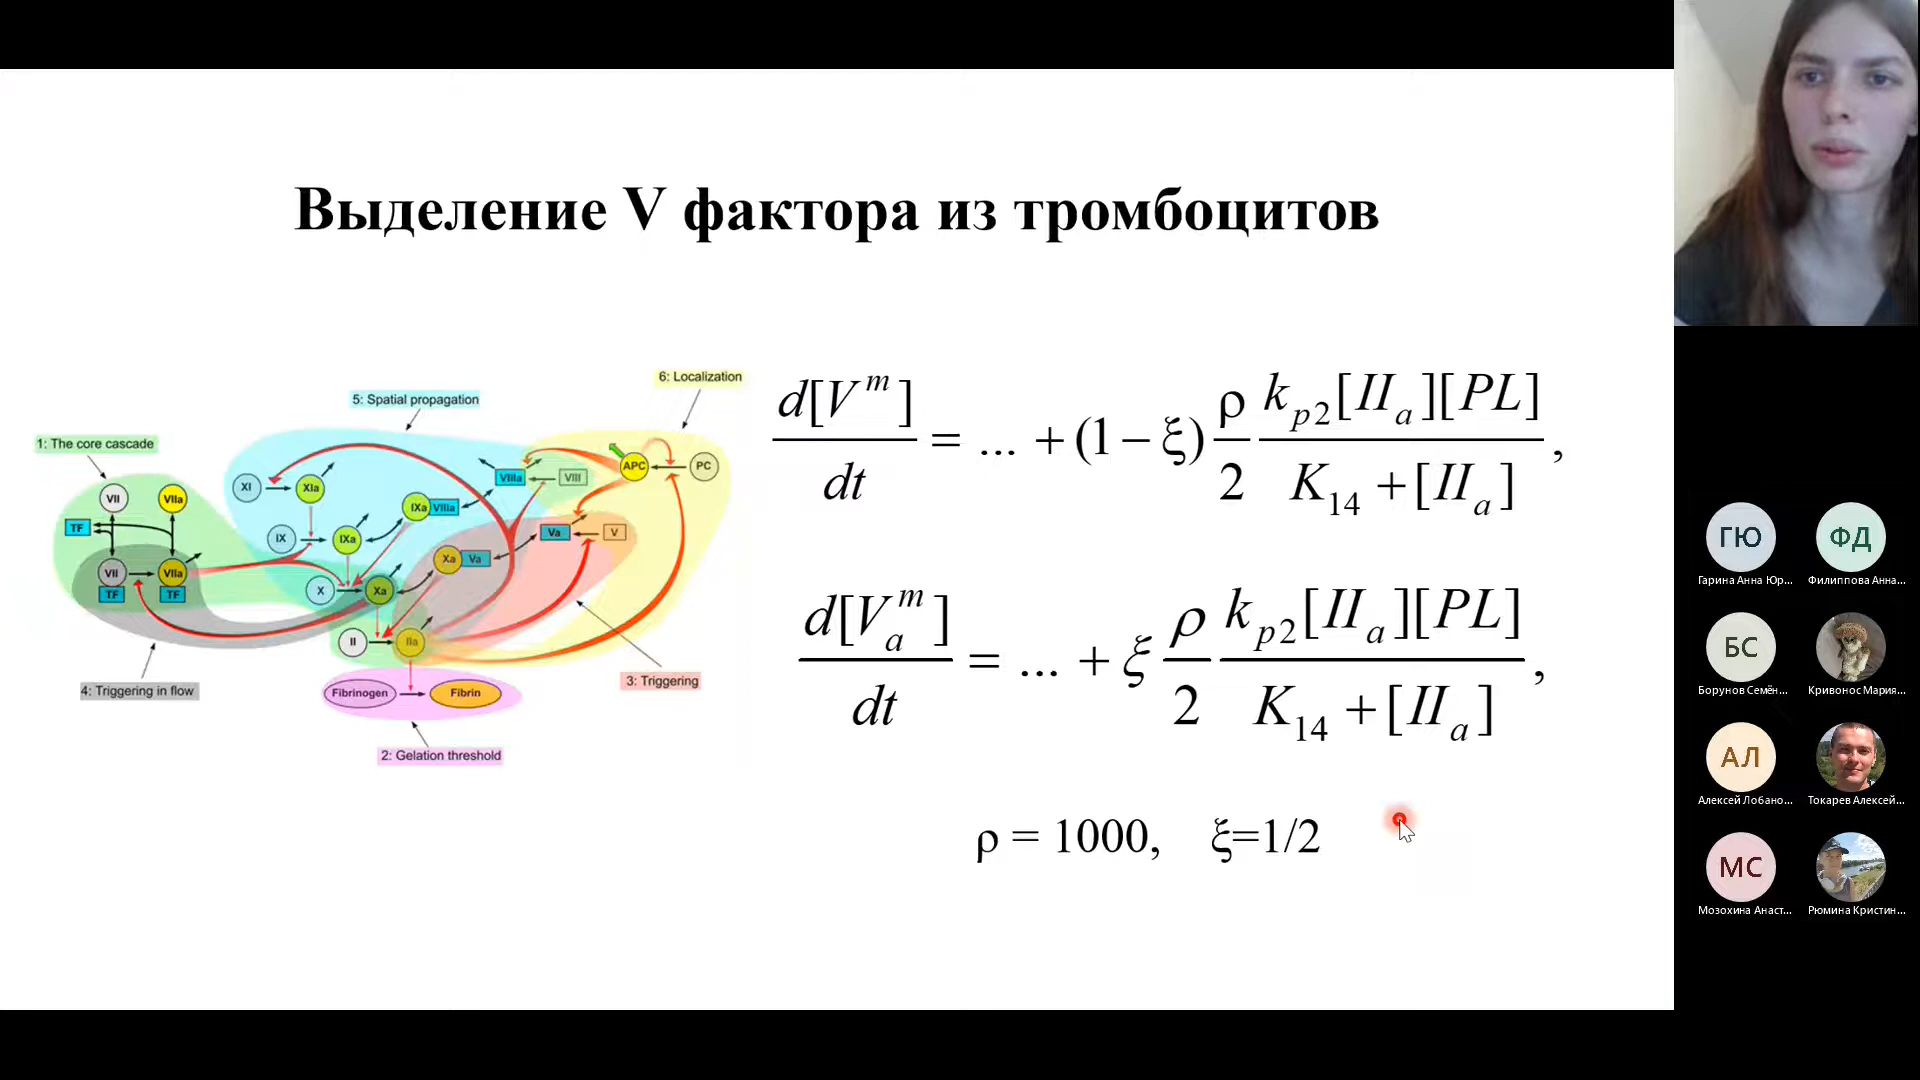 Выделение V фактора из тромбоцитов
6: Localization
5: Spatial propagation
1: The core cascade
VII
VIIa
TF
VII
TF
VIIa
TF
XI
XIa
IX
IXa
IXa VIIIa
VIIIa
VIII
APC
PC
Va
V
Xa Va
X
Xa
II
IIa
Fibrinogen
Fibrin
4: Triggering in flow
3: Triggering
2: Gelation threshold
d[V^m]/dt = ... + (1 − ξ) ρ/2 k_p2[II_a][PL]/K_14 + [II_a],
d[V_a^m]/dt = ... + ξ ρ/2 k_p2[II_a][PL]/K_14 + [II_a],
ρ = 1000, ξ=1/2
ГЮ
Гарина Анна Юр...
ФД
Филиппова Анна...
БС
Борунов Семён...
Кривонос Мария...
АЛ
Алексей Лобано...
Токарев Алексей...
МС
Мозохина Анаст...
Рюмина Кристин...